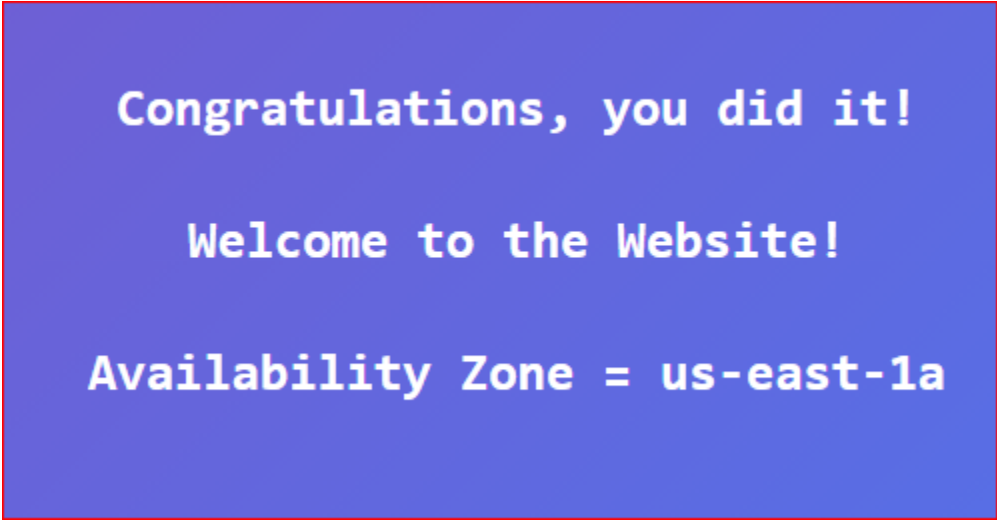 Congratulations, you did it!
Welcome to the Website!
Availability Zone = us-east-1a